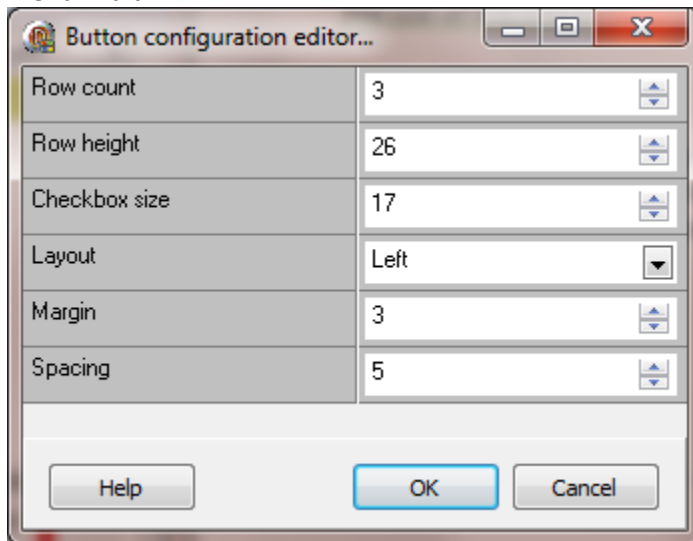 Button configuration editor...
Row count 3
Row height 26
Checkbox size 17
Layout Left
Margin 3
Spacing 5
Help OK Cancel